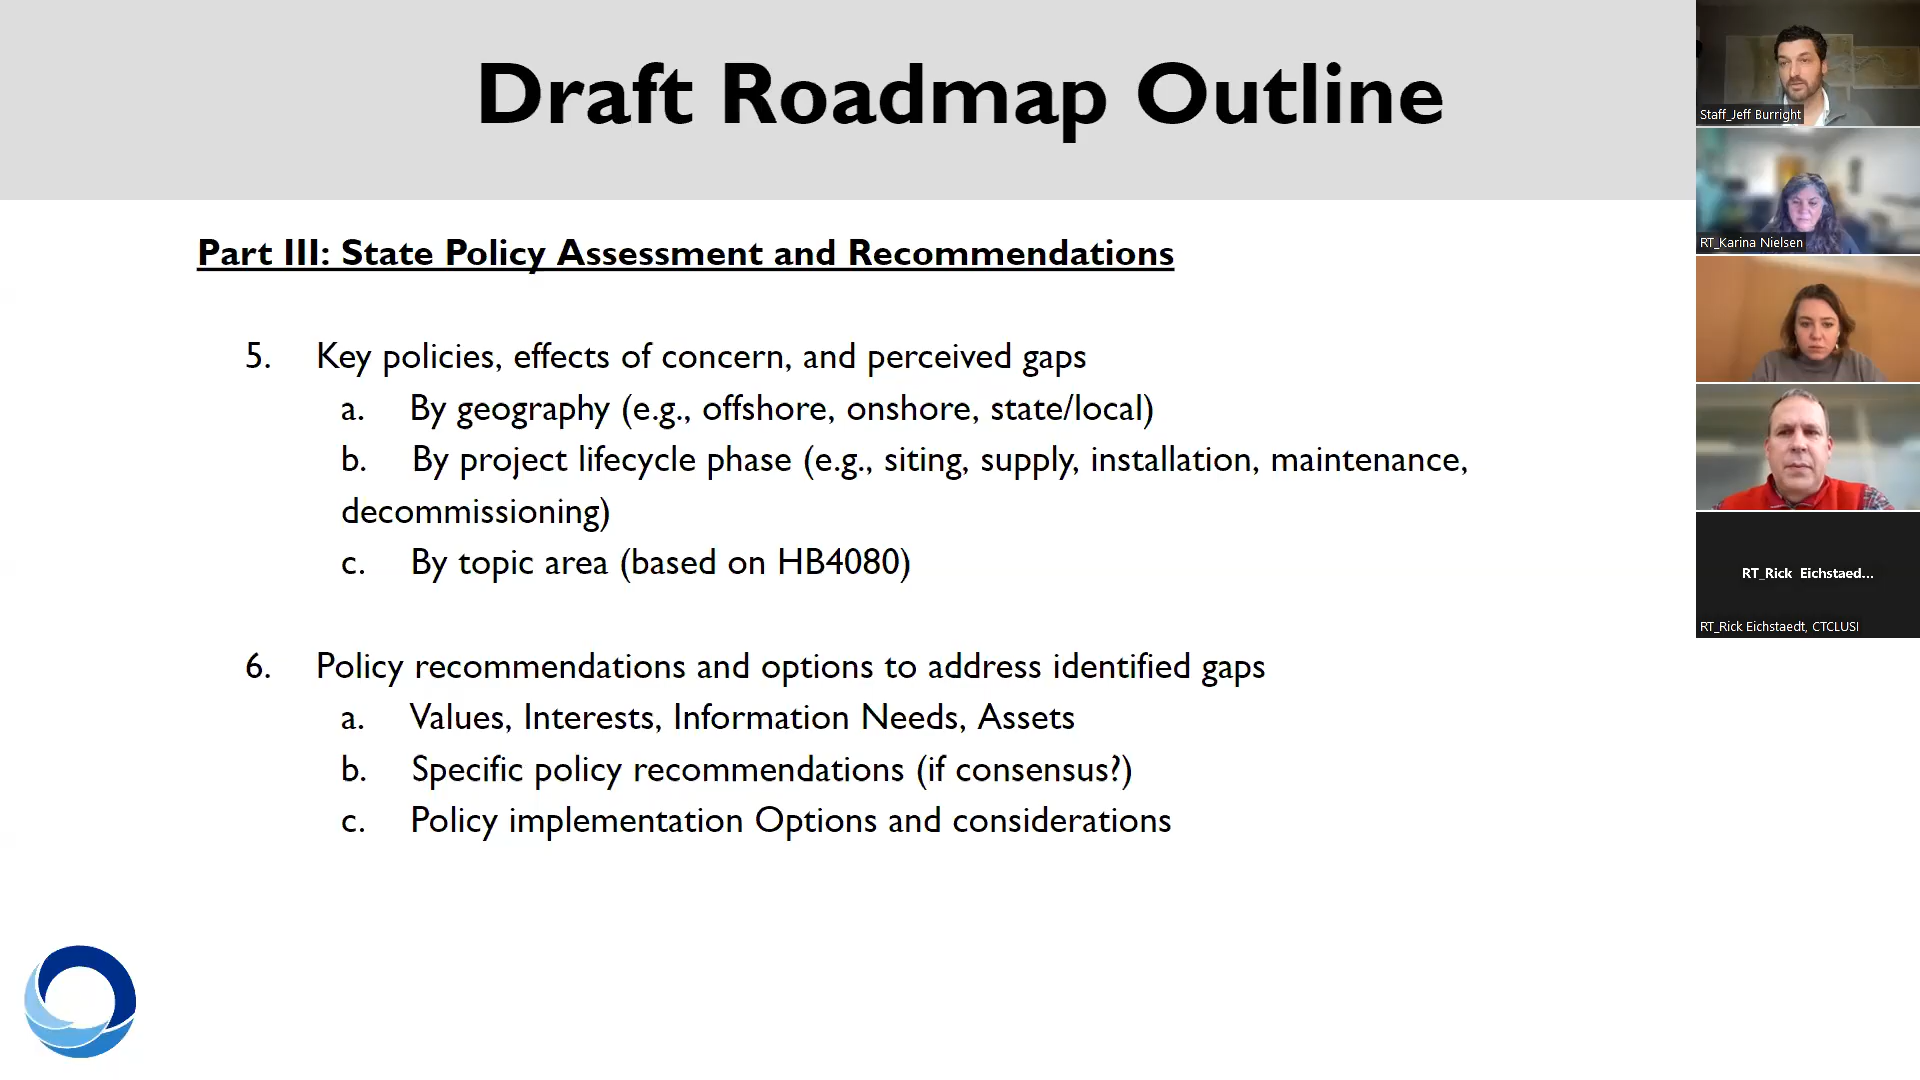 Draft Roadmap Outline
Part III: State Policy Assessment and Recommendations
5. Key policies, effects of concern, and perceived gaps
a. By geography (e.g., offshore, onshore, state/local)
b. By project lifecycle phase (e.g., siting, supply, installation, maintenance,
decommissioning)
c. By topic area (based on HB4080)
6. Policy recommendations and options to address identified gaps
a. Values, Interests, Information Needs, Assets
b. Specific policy recommendations (if consensus?)
c. Policy implementation Options and considerations
Staff_Jeff Burright
RT_Karina Nielsen
RT_Rick Eichstaed...
RT_Rick Eichstaedt, CTCLUSI